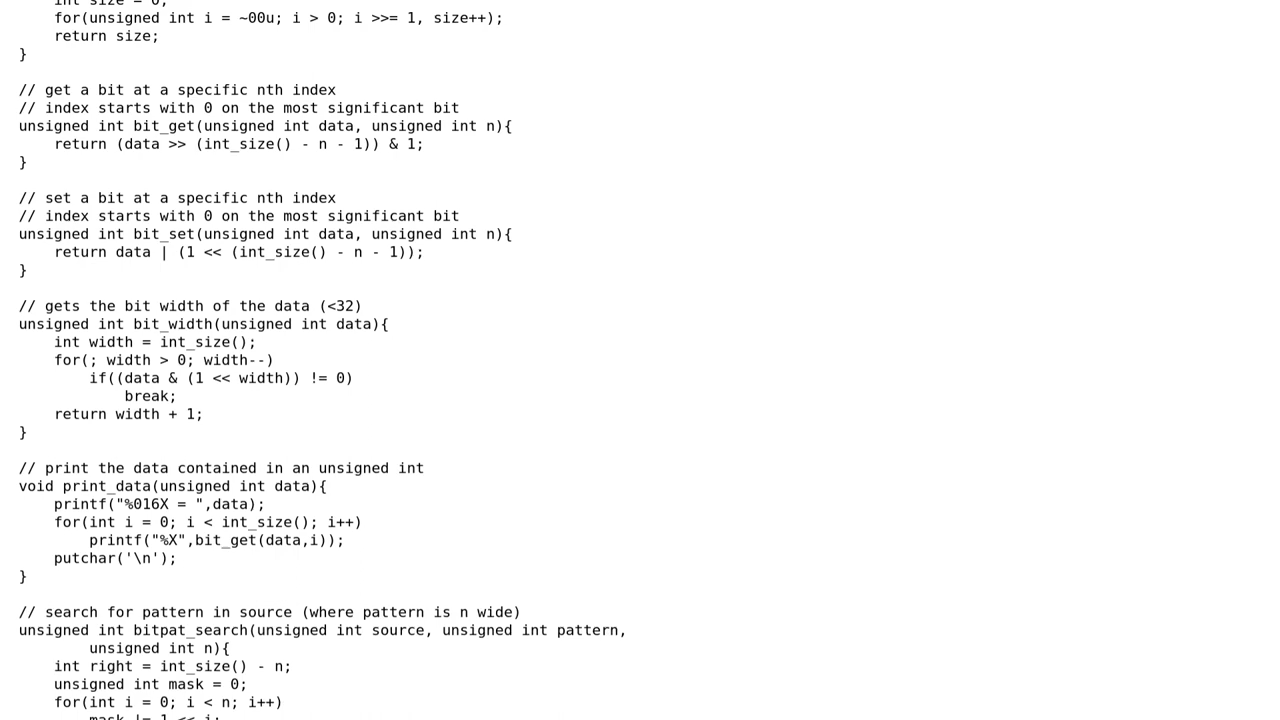 int size = 0;
for(unsigned int i = ~00u; i > 0; i >>= 1, size++);
return size;
}
// get a bit at a specific nth index
// index starts with 0 on the most significant bit
unsigned int bit_get(unsigned int data, unsigned int n){
return (data >> (int_size() - n - 1)) & 1;
}
// set a bit at a specific nth index
// index starts with 0 on the most significant bit
unsigned int bit_set(unsigned int data, unsigned int n){
return data | (1 << (int_size() - n - 1));
}
// gets the bit width of the data (<32)
unsigned int bit_width(unsigned int data){
int width = int_size();
for(; width > 0; width--)
if((data & (1 << width)) != 0)
break;
return width + 1;
}
// print the data contained in an unsigned int
void print_data(unsigned int data){
printf("%016X = ",data);
for(int i = 0; i < int_size(); i++)
printf("%X",bit_get(data,i));
putchar('\n');
}
// search for pattern in source (where pattern is n wide)
unsigned int bitpat_search(unsigned int source, unsigned int pattern,
unsigned int n){
int right = int_size() - n;
unsigned int mask = 0;
for(int i = 0; i < n; i++)
mask |= 1 << i;